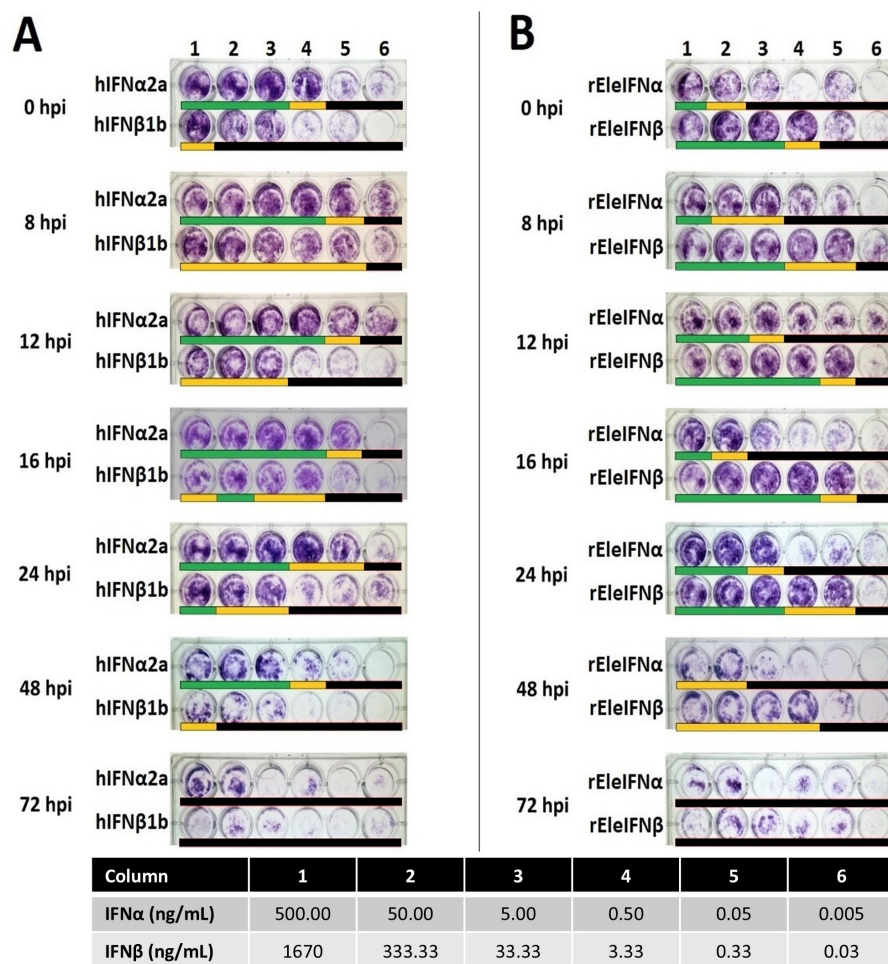 A
B
1 2 3 4 5 6
1 2 3 4 5 6
0 hpi
hIFNα2a
hIFNβ1b
0 hpi
rEleIFNα
rEleIFNβ
8 hpi
hIFNα2a
hIFNβ1b
8 hpi
rEleIFNα
rEleIFNβ
12 hpi
hIFNα2a
hIFNβ1b
12 hpi
rEleIFNα
rEleIFNβ
16 hpi
hIFNα2a
hIFNβ1b
16 hpi
rEleIFNα
rEleIFNβ
24 hpi
hIFNα2a
hIFNβ1b
24 hpi
rEleIFNα
rEleIFNβ
48 hpi
hIFNα2a
hIFNβ1b
48 hpi
rEleIFNα
rEleIFNβ
72 hpi
hIFNα2a
hIFNβ1b
72 hpi
rEleIFNα
rEleIFNβ
Column 1 2 3 4 5 6
IFNα (ng/mL) 500.00 50.00 5.00 0.50 0.05 0.005
IFNβ (ng/mL) 1670 333.33 33.33 3.33 0.33 0.03